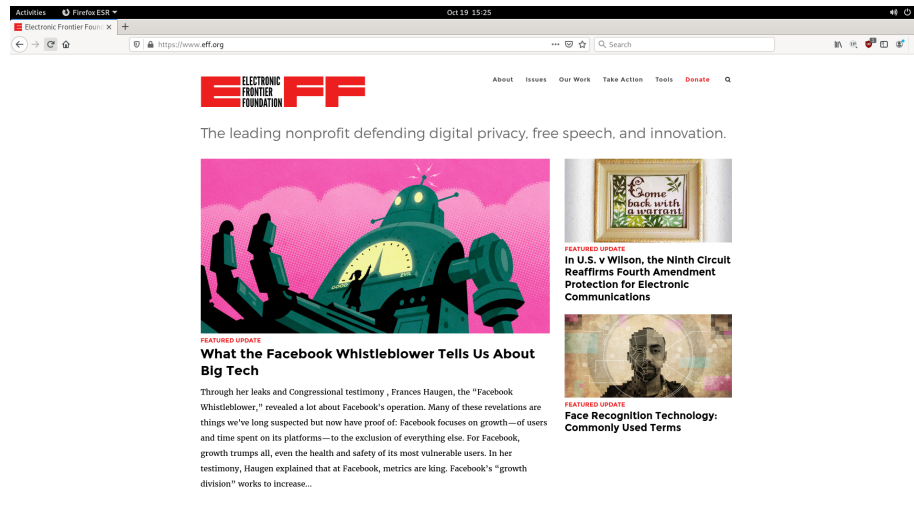 Activities
Firefox ESR
Oct 19 15:25
Electronic Frontier Foun
https://www.eff.org
Search
ELECTRONIC
FRONTIER
FOUNDATION
EFF
About Issues Our Work Take Action Tools Donate
The leading nonprofit defending digital privacy, free speech, and innovation.
GOOD EVIL
FEATURED UPDATE
What the Facebook Whistleblower Tells Us About
Big Tech
Through her leaks and Congressional testimony , Frances Haugen, the “Facebook
Whistleblower,” revealed a lot about Facebook’s operation. Many of these revelations are
things we’ve long suspected but now have proof of: Facebook focuses on growth—of users
and time spent on its platforms—to the exclusion of everything else. For Facebook,
growth trumps all, even the health and safety of its most vulnerable users. In her
testimony, Haugen explained that at Facebook, metrics are king. Facebook’s “growth
division” works to increase...
Come
back with
a warrant
FEATURED UPDATE
In U.S. v Wilson, the Ninth Circuit
Reaffirms Fourth Amendment
Protection for Electronic
Communications
FEATURED UPDATE
Face Recognition Technology:
Commonly Used Terms